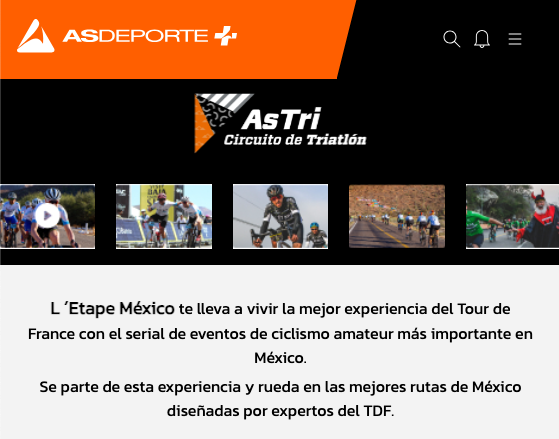 ASDEPORTE
AsTri
Circuito de Triatlón
L ´Etape México te lleva a vivir la mejor experiencia del Tour de
France con el serial de eventos de ciclismo amateur más importante en
México.
Se parte de esta experiencia y rueda en las mejores rutas de México
diseñadas por expertos del TDF.